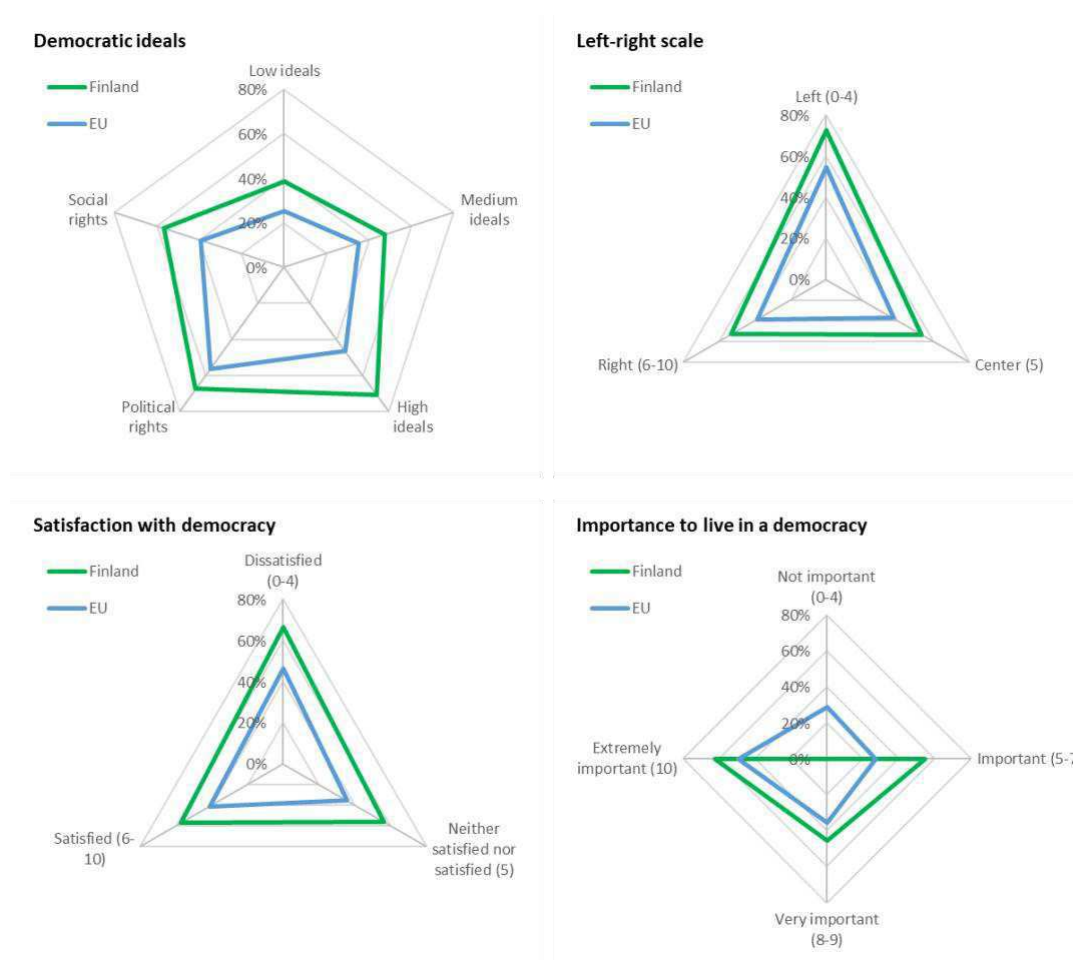 Democratic ideals
Finland
EU
Low ideals
80%
60%
40%
20%
0%
Medium
ideals
High
ideals
Political
rights
Social
rights
Left-right scale
Finland
EU
Left (0-4)
80%
60%
40%
20%
0%
Center (5)
Right (6-10)
Satisfaction with democracy
Finland
EU
Dissatisfied
(0-4)
80%
60%
40%
20%
0%
Neither
satisfied nor
satisfied (5)
Satisfied (6-
10)
Importance to live in a democracy
Finland
EU
Not important
(0-4)
80%
60%
40%
20%
0%
Important (5-7
Very important
(8-9)
Extremely
important (10)